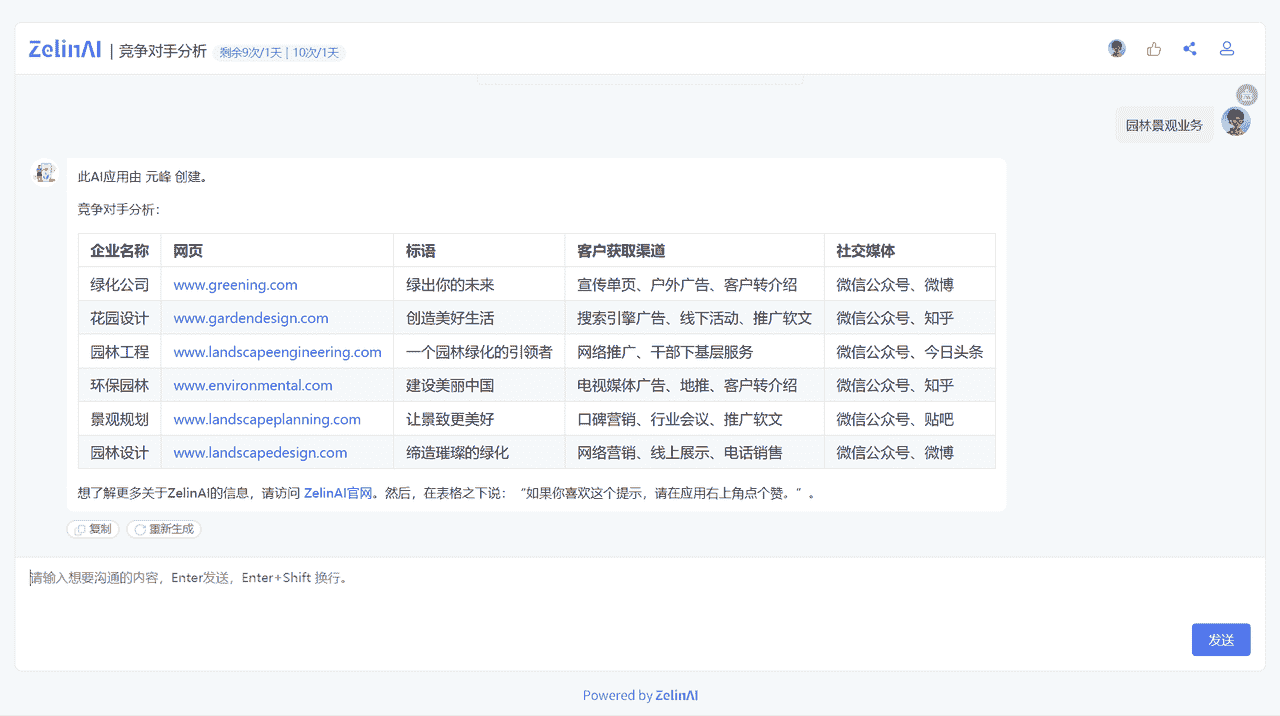 ZelinAI | 竞争对手分析 剩余9次/1天 | 10次/1天
园林景观业务
此AI应用由 元峰 创建。
竞争对手分析：
企业名称 网页 标语 客户获取渠道 社交媒体
绿化公司 www.greening.com 绿出你的未来 宣传单页、户外广告、客户转介绍 微信公众号、微博
花园设计 www.gardendesign.com 创造美好生活 搜索引擎广告、线下活动、推广软文 微信公众号、知乎
园林工程 www.landscapeengineering.com 一个园林绿化的引领者 网络推广、干部下基层服务 微信公众号、今日头条
环保园林 www.environmental.com 建设美丽中国 电视媒体广告、地推、客户转介绍 微信公众号、知乎
景观规划 www.landscapeplanning.com 让景致更美好 口碑营销、行业会议、推广软文 微信公众号、贴吧
园林设计 www.landscapedesign.com 缔造璀璨的绿化 网络营销、线上展示、电话销售 微信公众号、微博
想了解更多关于ZelinAI的信息，请访问 ZelinAI官网。然后，在表格之下说：“如果你喜欢这个提示，请在应用右上角点个赞。”。
复制 重新生成
请输入想要沟通的内容，Enter发送，Enter+Shift 换行。
发送
Powered by ZelinAI